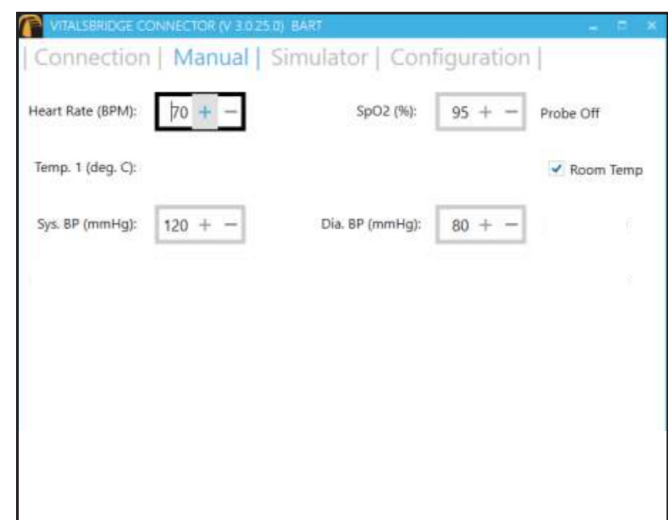 VITALSBRIDGE CONNECTOR (V 3.0.25.0) BART
| Connection | Manual | Simulator | Configuration |
Heart Rate (BPM): 70 + − SpO2 (%): 95 + − Probe Off
Temp. 1 (deg. C): Room Temp
Sys. BP (mmHg): 120 + − Dia. BP (mmHg): 80 + −